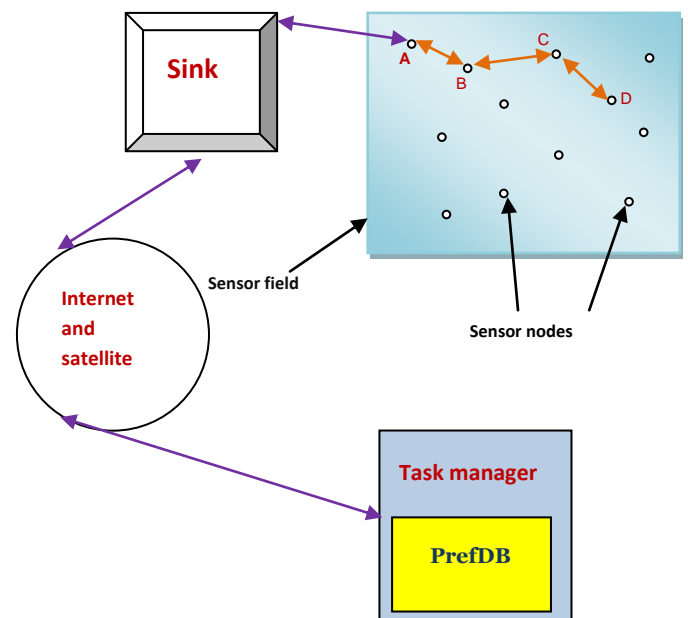 Sink
A
B
C
D
Sensor field
Sensor nodes
Internet
and
satellite
Task manager
PrefDB